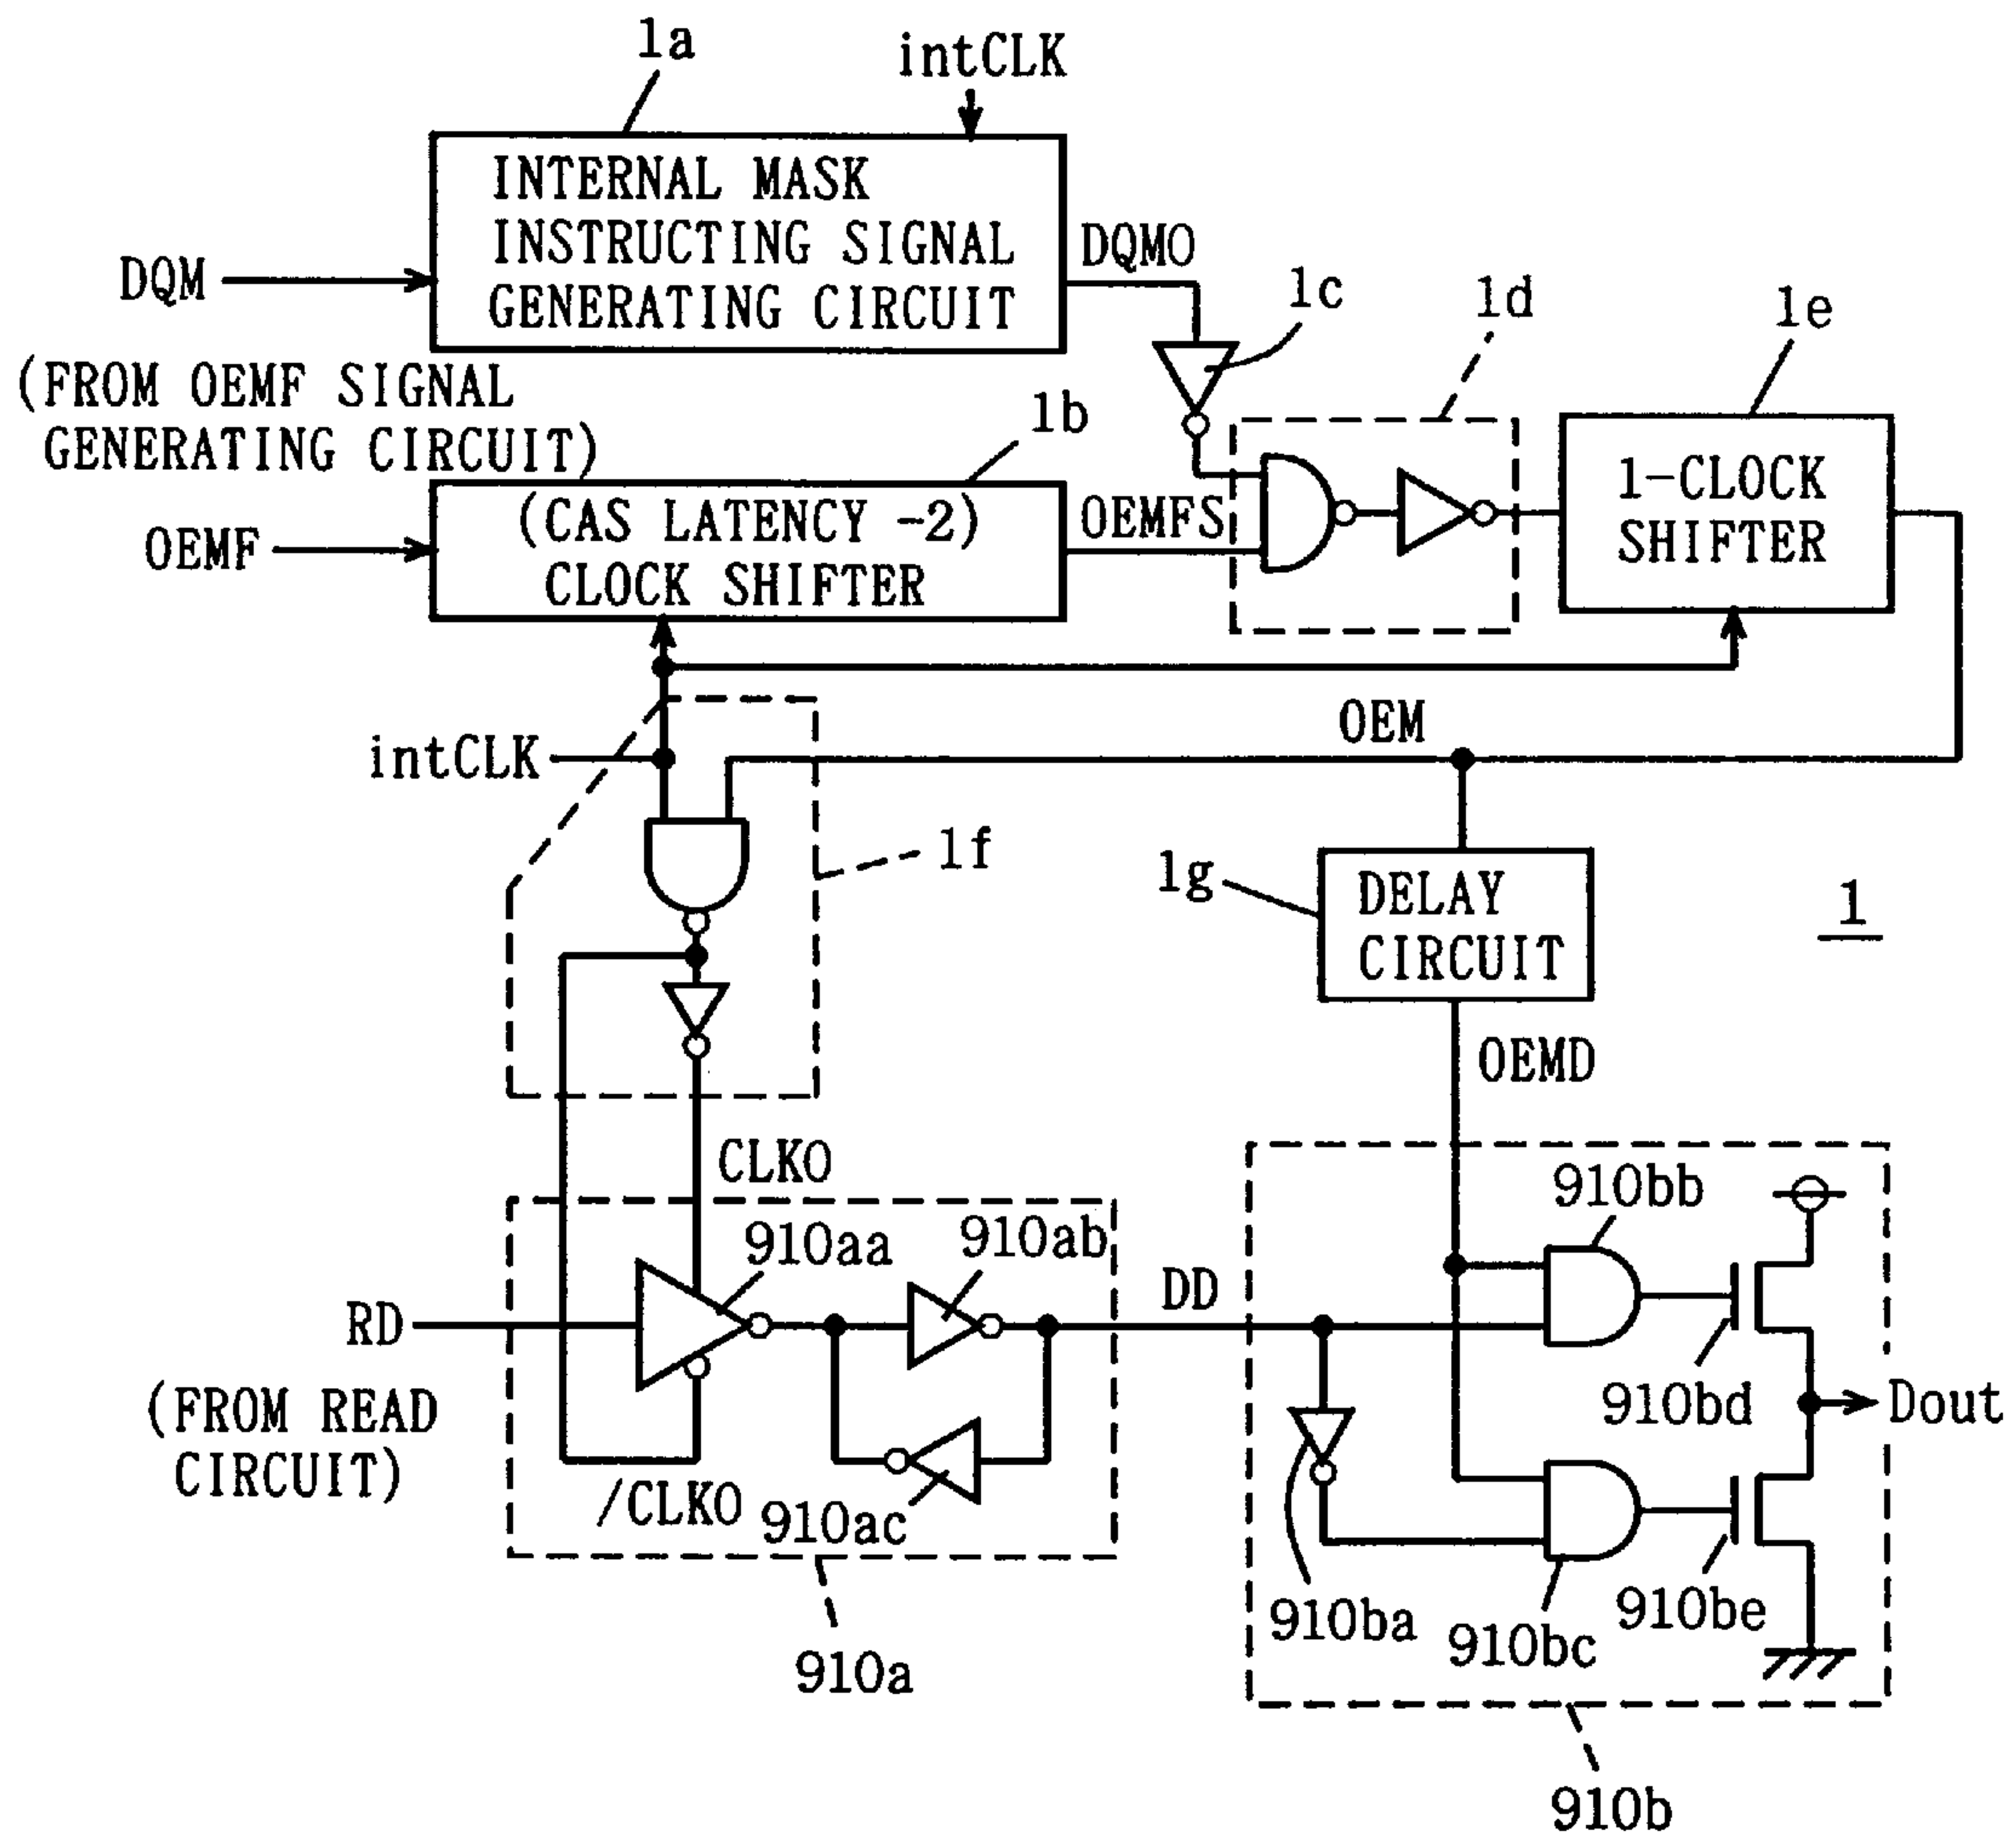 1a
intCLK
INTERNAL MASK
INSTRUCTING SIGNAL
GENERATING CIRCUIT
DQM
DQMO
1c
1d
1e
(FROM OEMF SIGNAL
GENERATING CIRCUIT)
1b
(CAS LATENCY -2)
CLOCK SHIFTER
OEMF
OEMFS
1-CLOCK
SHIFTER
OEM
intCLK
1f
1g
DELAY
CIRCUIT
1
OEMD
CLKO
910aa
910ab
910bb
DD
RD
(FROM READ
CIRCUIT)
910bd
Dout
/CLKO
910ac
910ba
910bc
910be
910a
910b